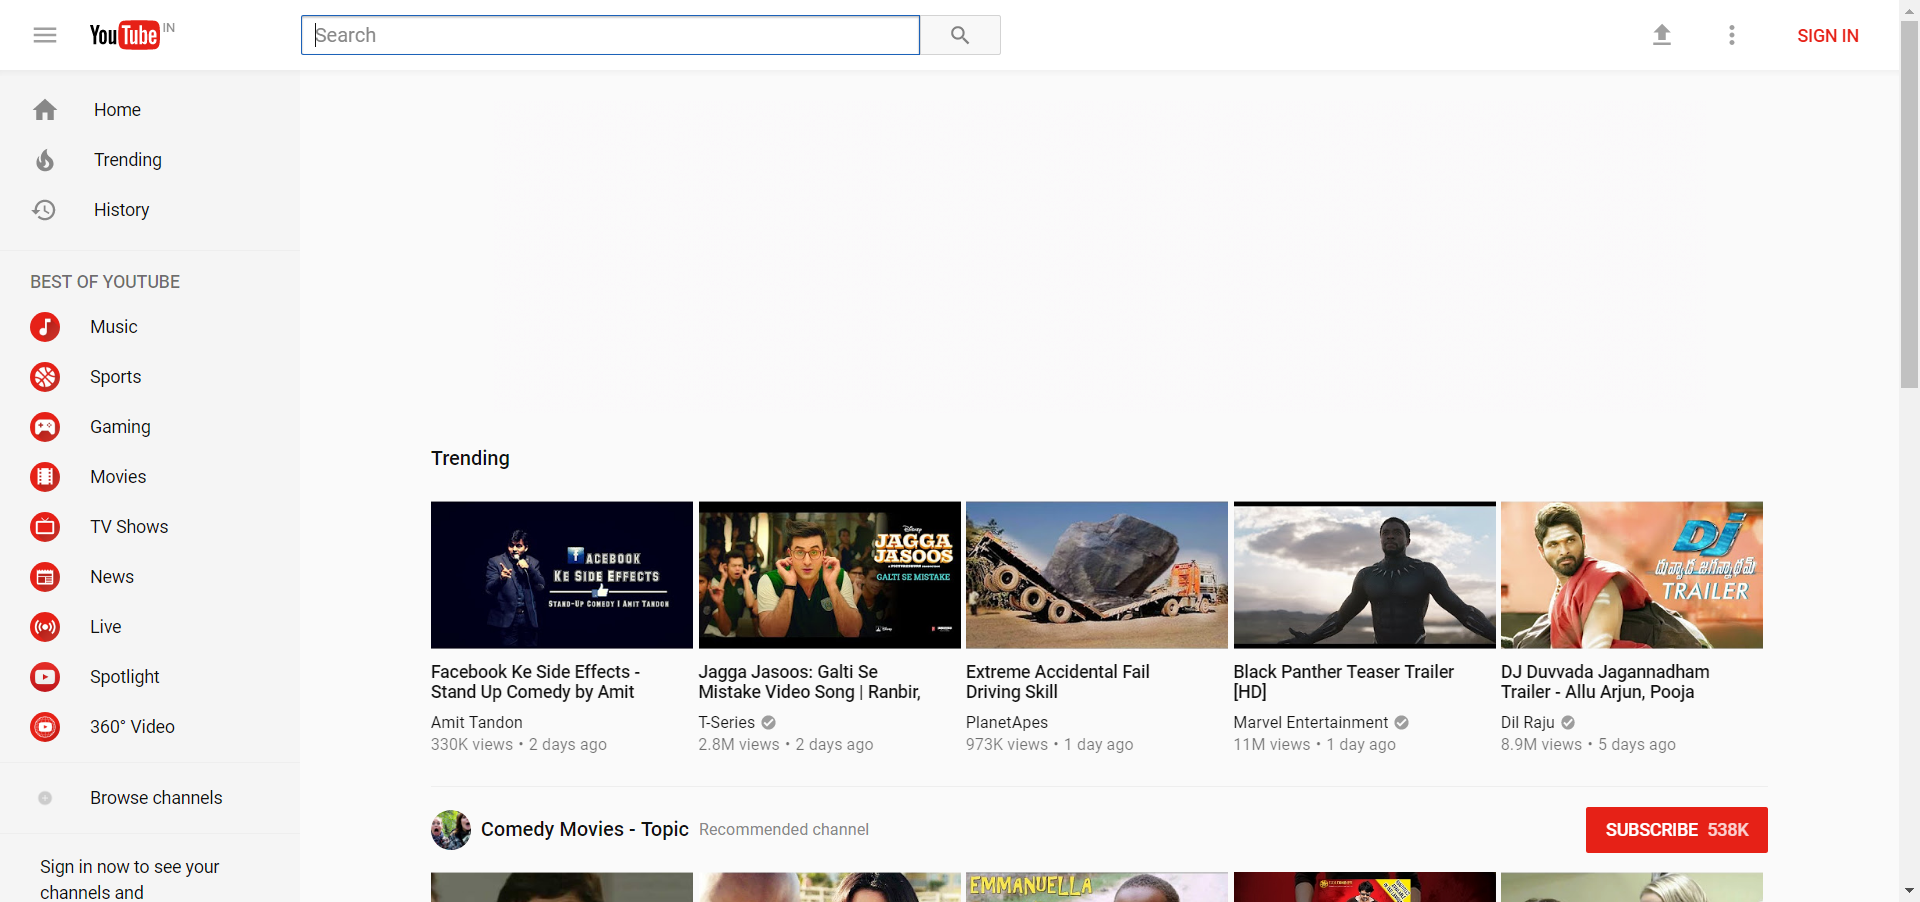 YouTube IN
Search
SIGN IN
Home
Trending
History
BEST OF YOUTUBE
Music
Sports
Gaming
Movies
TV Shows
News
Live
Spotlight
360° Video
Browse channels
Sign in now to see your
channels and
Trending
FACEBOOK
KE SIDE EFFECTS
STAND-UP COMEDY | AMIT TANDON
Facebook Ke Side Effects -
Stand Up Comedy by Amit
Amit Tandon
330K views • 2 days ago
Disney
JAGGA
JASOOS
GALTI SE MISTAKE
Jagga Jasoos: Galti Se
Mistake Video Song | Ranbir,
T-Series
2.8M views • 2 days ago
Extreme Accidental Fail
Driving Skill
PlanetApes
973K views • 1 day ago
Black Panther Teaser Trailer
[HD]
Marvel Entertainment
11M views • 1 day ago
DJ
దువ్వాడ జగన్నాథమ్
TRAILER
DJ Duvvada Jagannadham
Trailer - Allu Arjun, Pooja
Dil Raju
8.9M views • 5 days ago
Comedy Movies - Topic Recommended channel
SUBSCRIBE 538K
EMMANUELLA